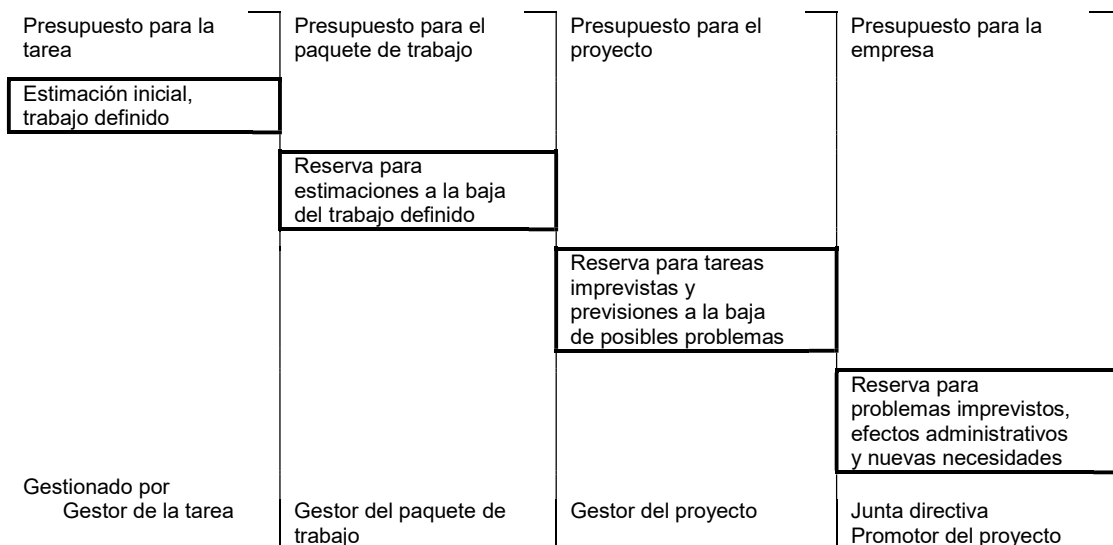 Presupuesto para la
tarea
Presupuesto para el
paquete de trabajo
Presupuesto para el
proyecto
Presupuesto para la
empresa
Estimación inicial,
trabajo definido
Reserva para
estimaciones a la baja
del trabajo definido
Reserva para tareas
imprevistas y
previsiones a la baja
de posibles problemas
Reserva para
problemas imprevistos,
efectos administrativos
y nuevas necesidades
Gestionado por
Gestor de la tarea
Gestor del paquete de
trabajo
Gestor del proyecto
Junta directiva
Promotor del proyecto